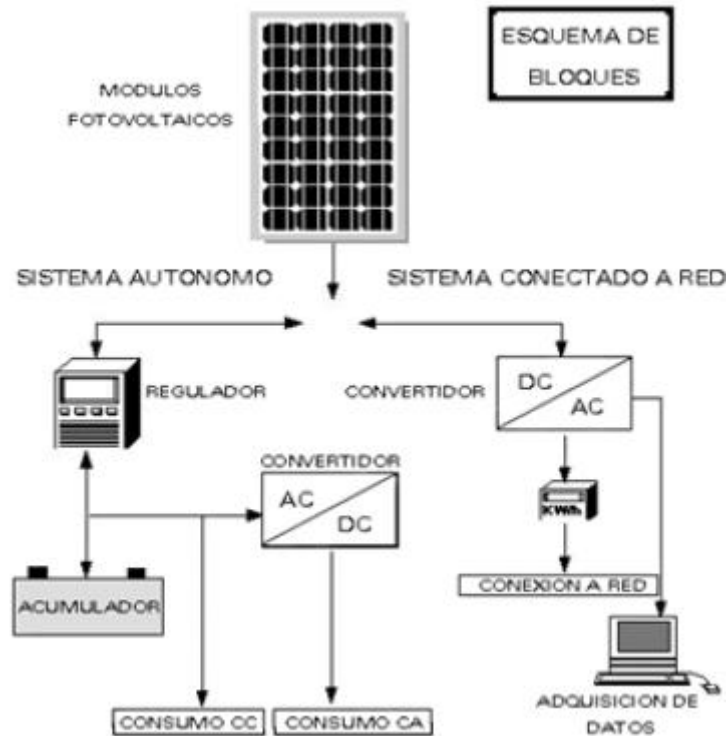 ESQUEMA DE
BLOQUES
MODULOS
FOTOVOLTAICOS
SISTEMA AUTONOMO
SISTEMA CONECTADO A RED
REGULADOR
CONVERTIDOR
DC
AC
CONVERTIDOR
AC
DC
KWh
CONEXION A RED
ACUMULADOR
CONSUMO CC
CONSUMO CA
ADQUISICION DE
DATOS